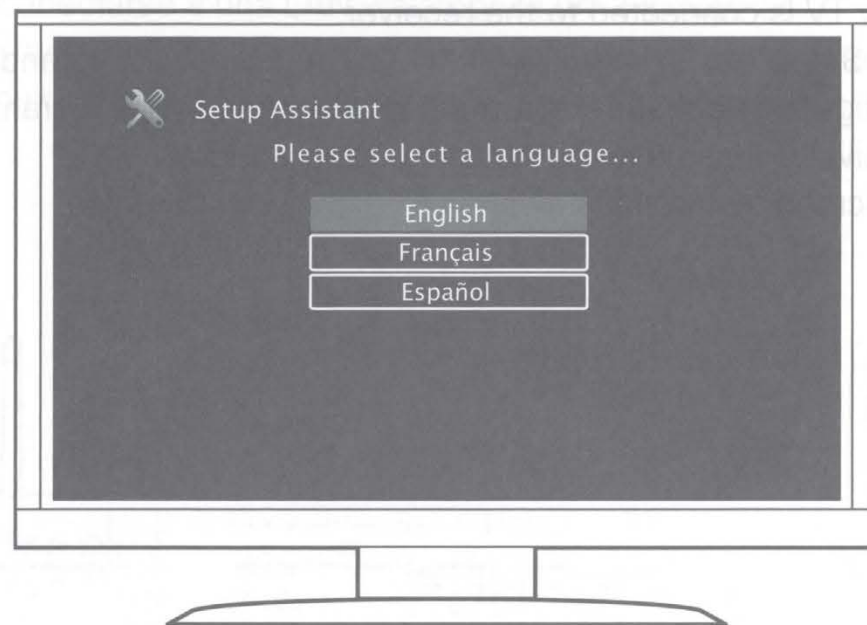 Setup Assistant
Please select a language...
English
Français
Español